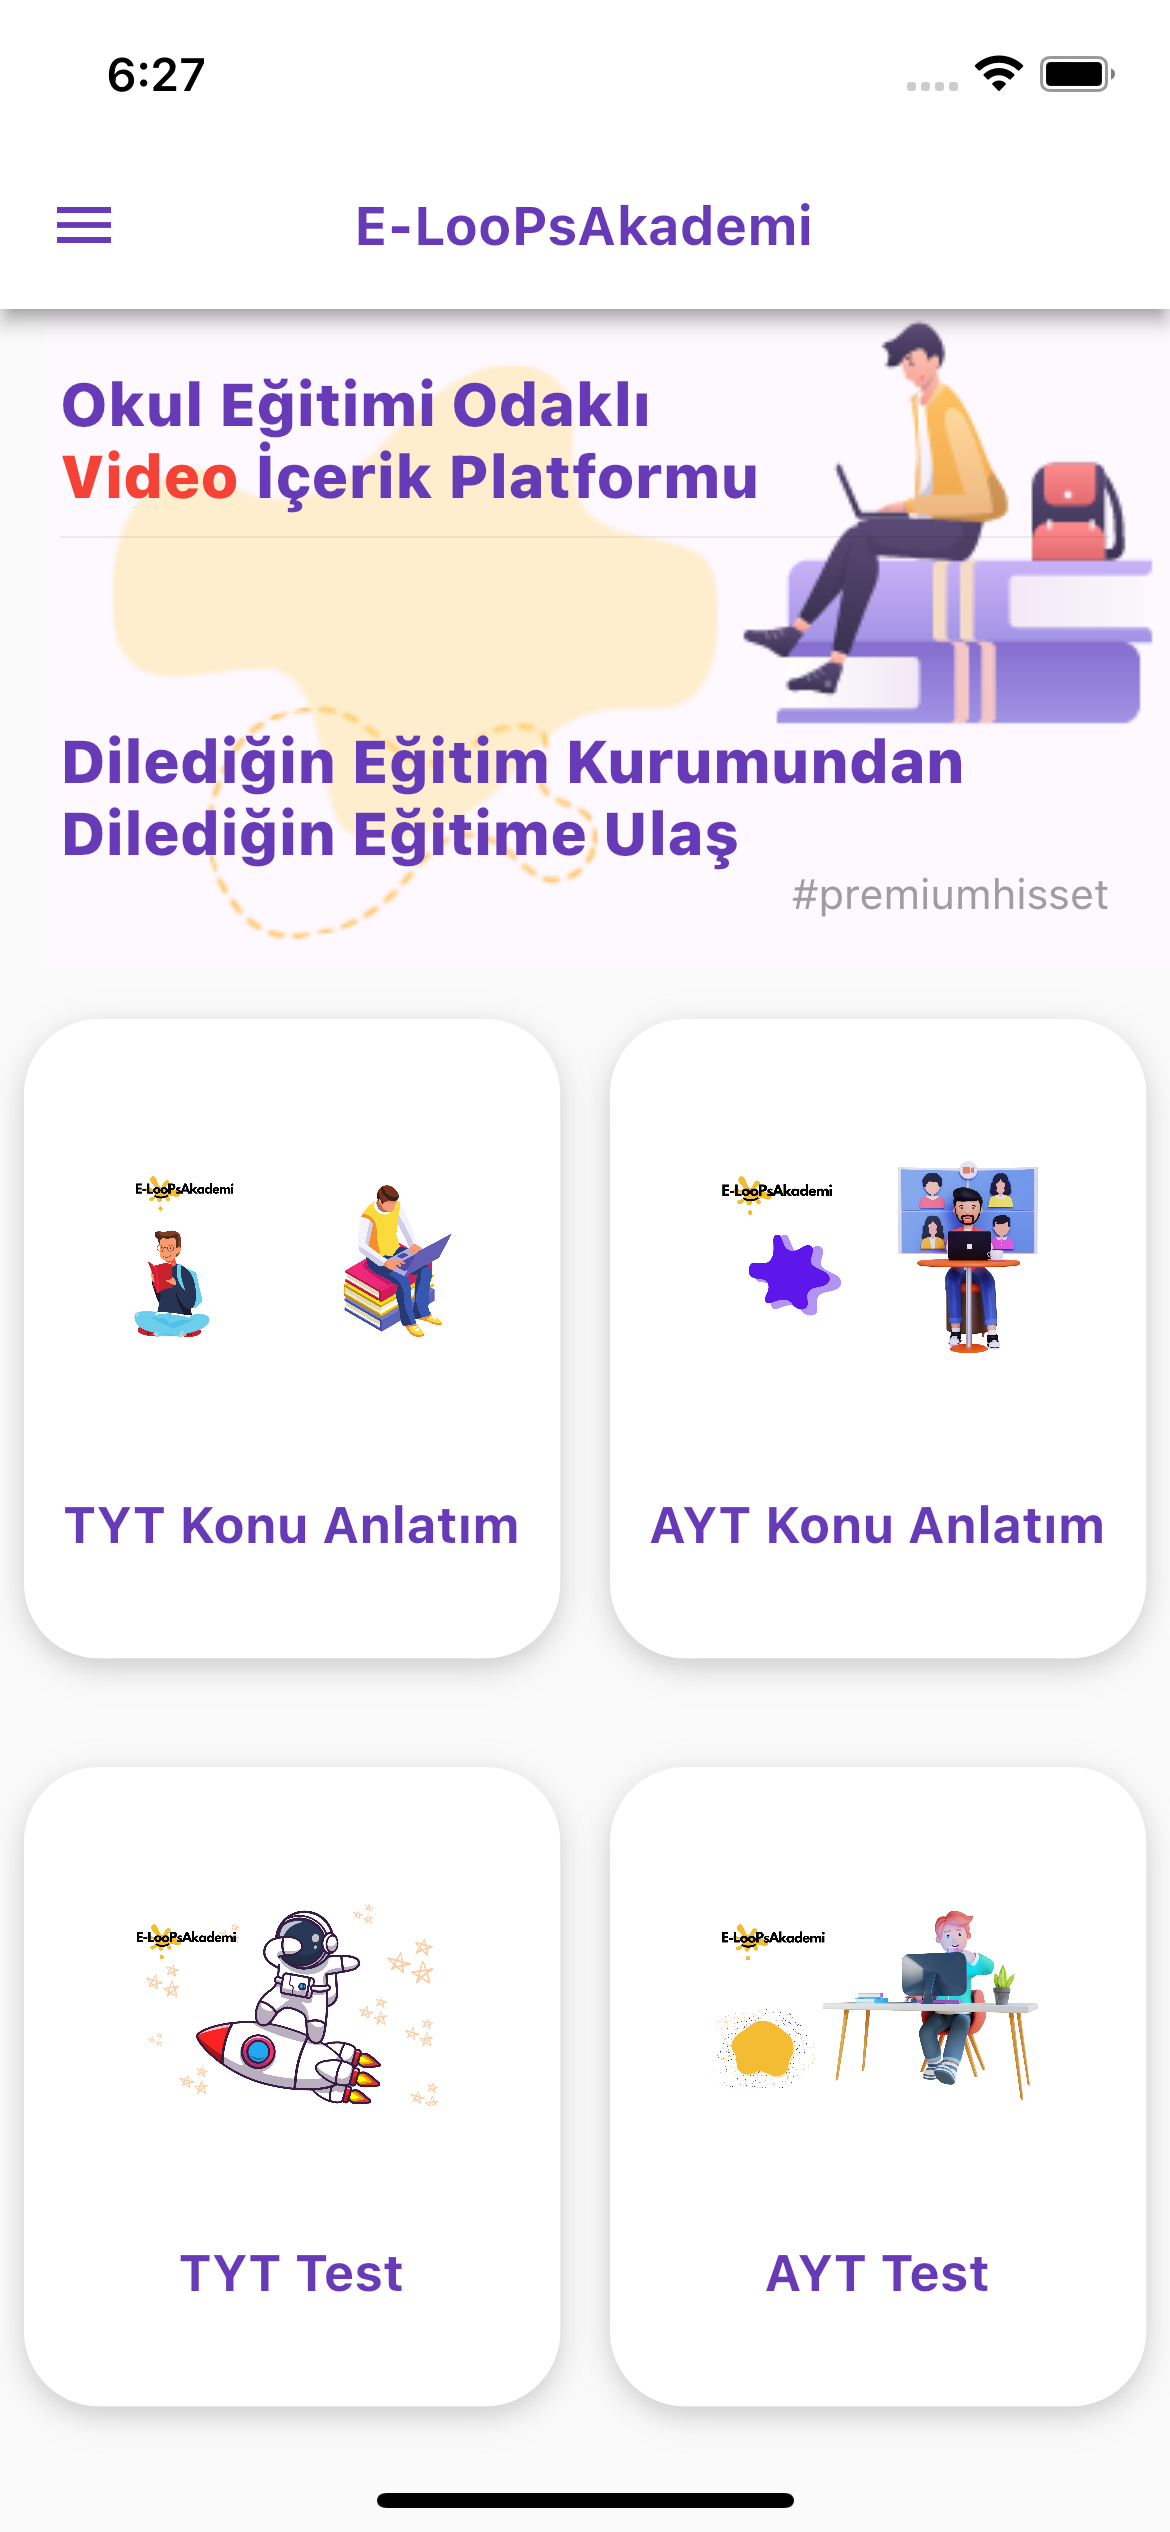 6:27
E-LooPsAkademi
Okul Eğitimi Odaklı
Video İçerik Platformu
Dilediğin Eğitim Kurumundan
Dilediğin Eğitime Ulaş
#premiumhisset
E-LooPsAkademi
E-LooPsAkademi
TYT Konu Anlatım
AYT Konu Anlatım
E-LooPsAkademi
E-LooPsAkademi
TYT Test
AYT Test